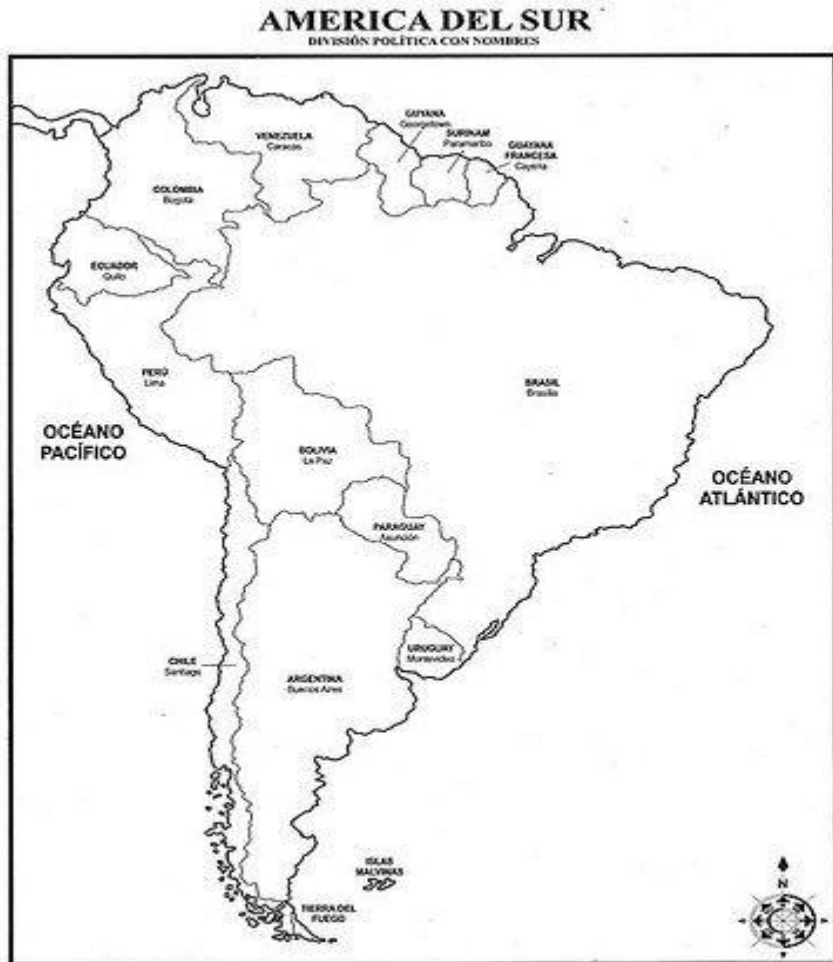 AMERICA DEL SUR
DIVISIÓN POLÍTICA CON NOMBRES
GUYANA
Georgetown
SURINAM
Paramaribo
GUAYANA
FRANCESA
Cayena
VENEZUELA
Caracas
COLOMBIA
Bogotá
ECUADOR
Quito
PERÚ
Lima
BRASIL
Brasilia
OCÉANO
PACÍFICO
BOLIVIA
La Paz
OCÉANO
ATLÁNTICO
PARAGUAY
Asunción
URUGUAY
Montevideo
CHILE
Santiago
ARGENTINA
Buenos Aires
ISLAS
MALVINAS
TIERRA DEL
FUEGO
N